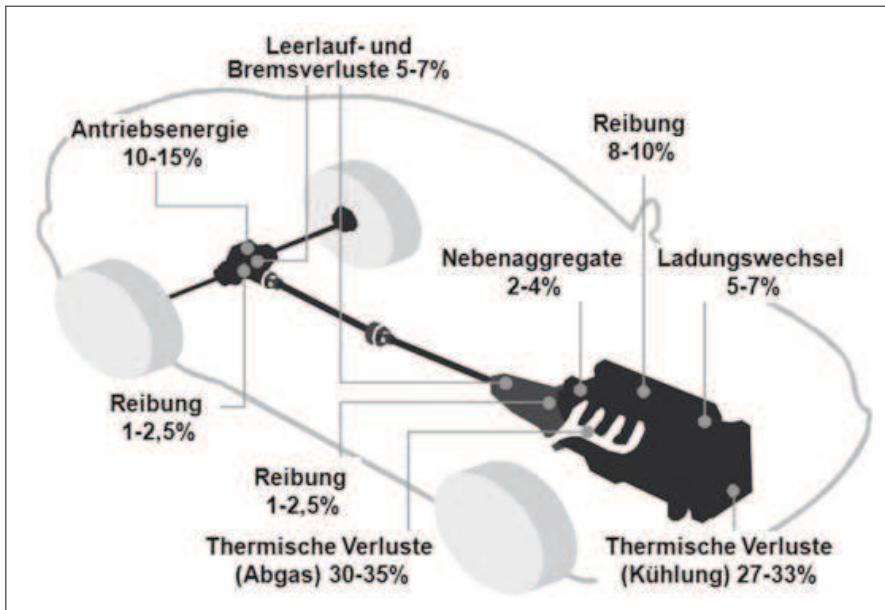 Leerlauf- und
Bremsverluste 5-7%
Antriebsenergie
10-15%
Reibung
8-10%
Nebenaggregate
2-4%
Ladungswechsel
5-7%
Reibung
1-2,5%
Reibung
1-2,5%
Thermische Verluste
(Abgas) 30-35%
Thermische Verluste
(Kühlung) 27-33%